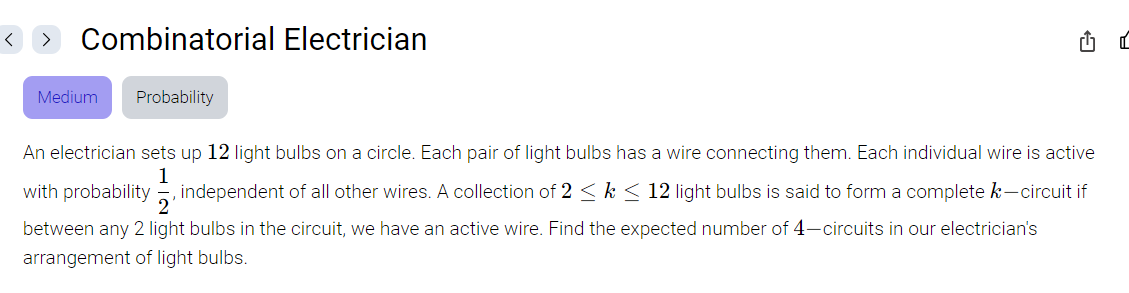 Combinatorial Electrician
Medium Probability
An electrician sets up 12 light bulbs on a circle. Each pair of light bulbs has a wire connecting them. Each individual wire is active
with probability 1/2, independent of all other wires. A collection of 2 ≤ k ≤ 12 light bulbs is said to form a complete k−circuit if
between any 2 light bulbs in the circuit, we have an active wire. Find the expected number of 4−circuits in our electrician's
arrangement of light bulbs.